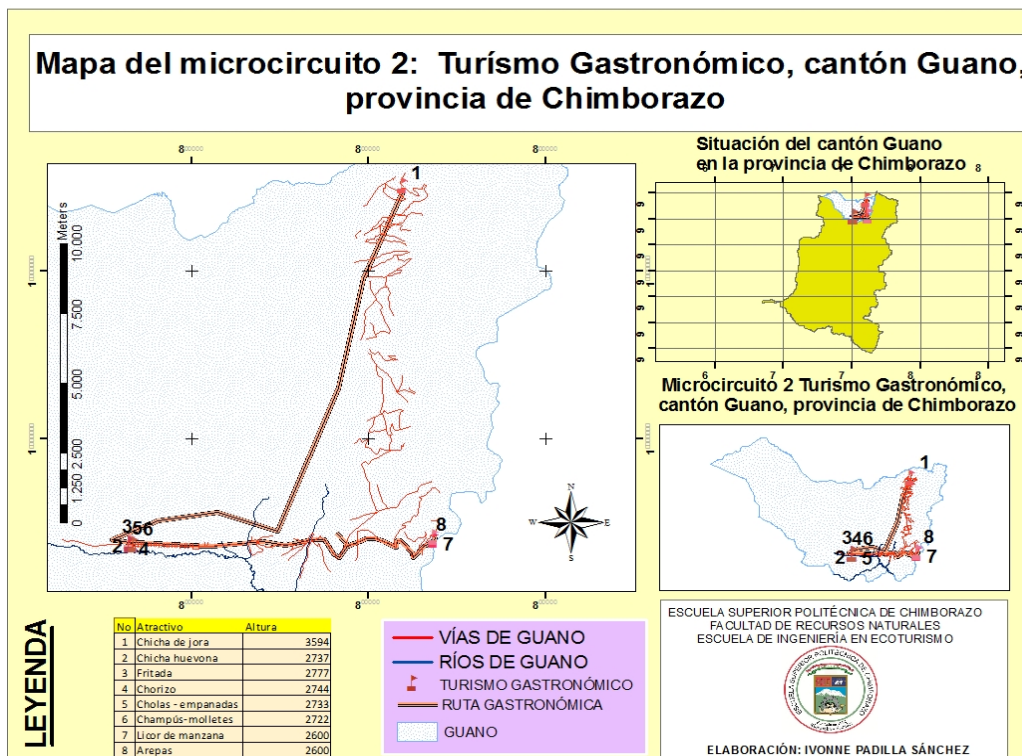 Mapa del microcircuito 2: Turísmo Gastronómico, cantón Guano,
provincia de Chimborazo
Situación del cantón Guano
en la provincia de Chimborazo
Meters
10.000
7.500
5.000
2.500
1.250
0
1
356
2 4
8
7
N
W E
S
Microcircuitó 2 Turismo Gastronómico,
cantón Guano, provincia de Chimborazo
1
346
2 5
8
7
LEYENDA
No Atractivo Altura
1 Chicha de jora 3594
2 Chicha huevona 2737
3 Fritada 2777
4 Chorizo 2744
5 Cholas - empanadas 2733
6 Champús-molletes 2722
7 Licor de manzana 2600
8 Arepas 2600
VÍAS DE GUANO
RÍOS DE GUANO
TURISMO GASTRONÓMICO
RUTA GASTRONÓMICA
GUANO
ESCUELA SUPERIOR POLITÉCNICA DE CHIMBORAZO
FACULTAD DE RECURSOS NATURALES
ESCUELA DE INGENIERÍA EN ECOTURISMO
ELABORACIÓN: IVONNE PADILLA SÁNCHEZ